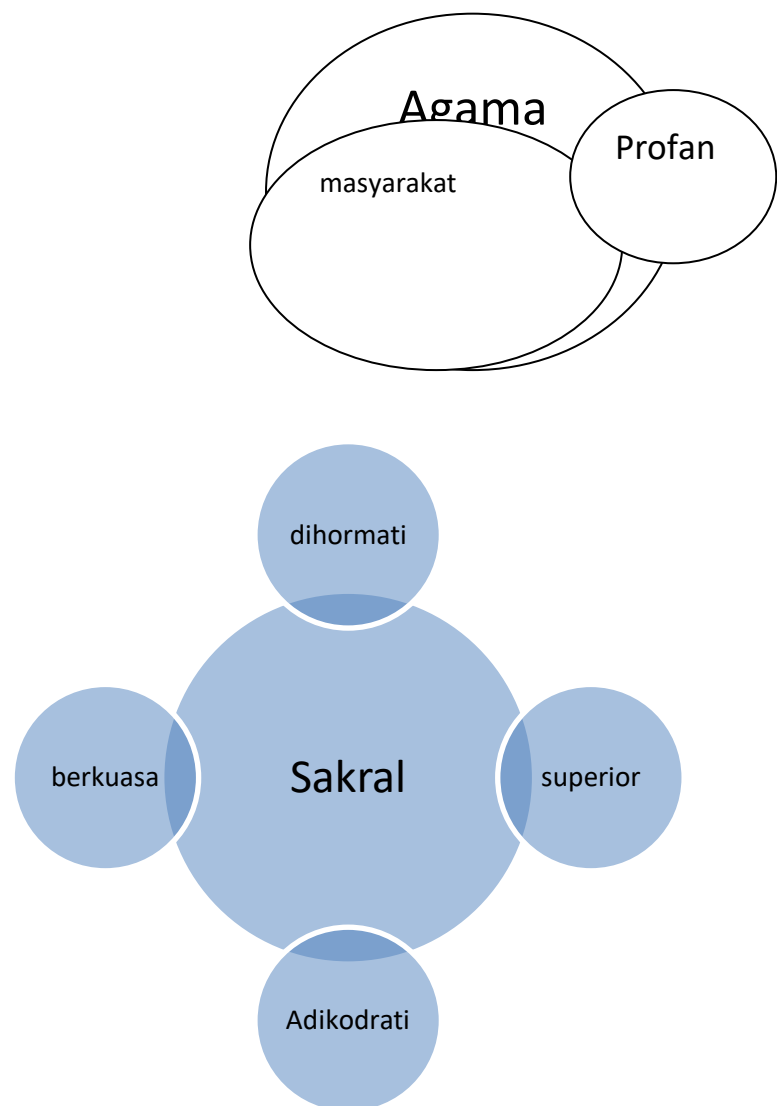 Agama
Profan
masyarakat
dihormati
berkuasa
Sakral
superior
Adikodrati